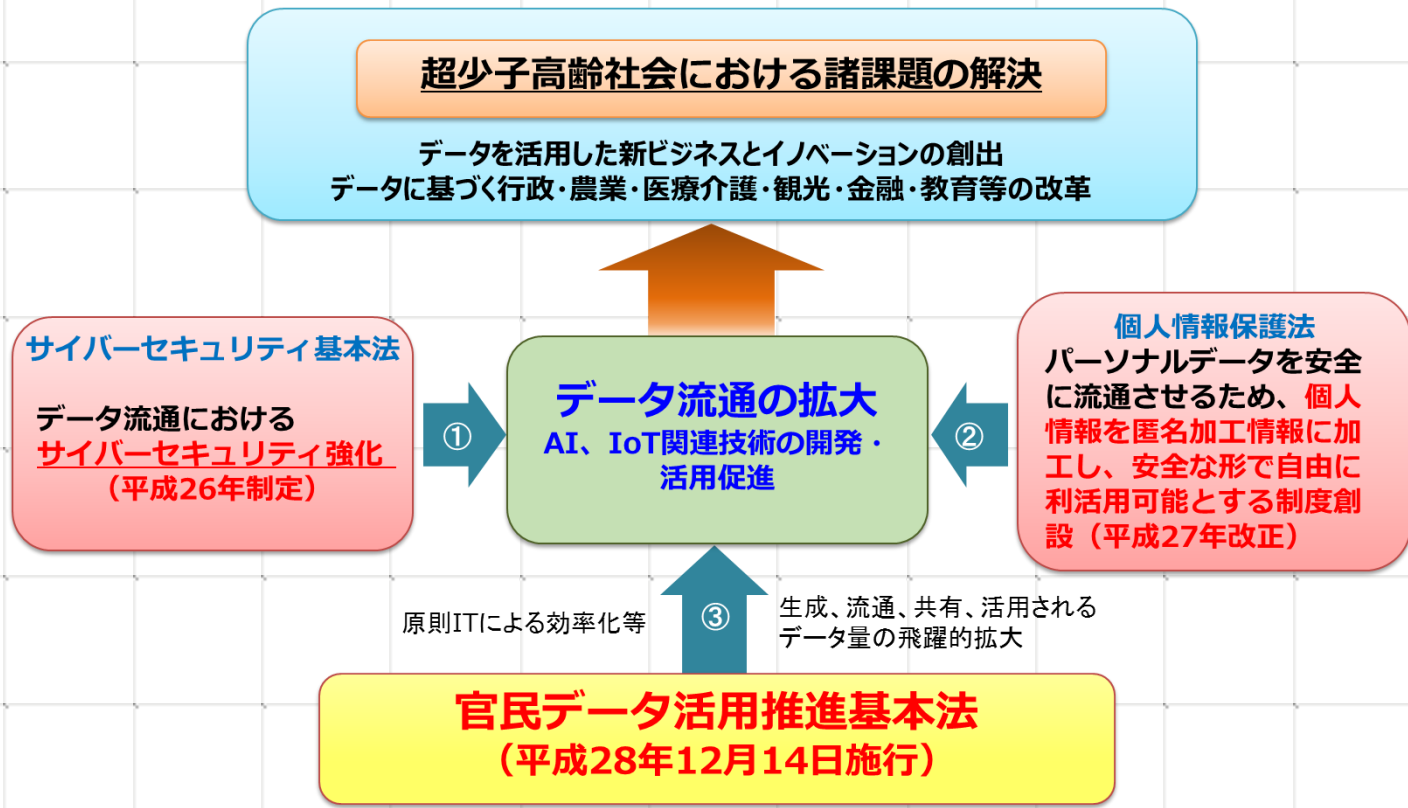 超少子高齢社会における諸課題の解決
データを活用した新ビジネスとイノベーションの創出
データに基づく行政・農業・医療介護・観光・金融・教育等の改革
サイバーセキュリティ基本法
データ流通における
サイバーセキュリティ強化
（平成26年制定）
①
データ流通の拡大
AI、IoT関連技術の開発・
活用促進
②
個人情報保護法
パーソナルデータを安全
に流通させるため、個人
情報を匿名加工情報に加
工し、安全な形で自由に
利活用可能とする制度創
設（平成27年改正）
原則ITによる効率化等
③
生成、流通、共有、活用される
データ量の飛躍的拡大
官民データ活用推進基本法
（平成28年12月14日施行）